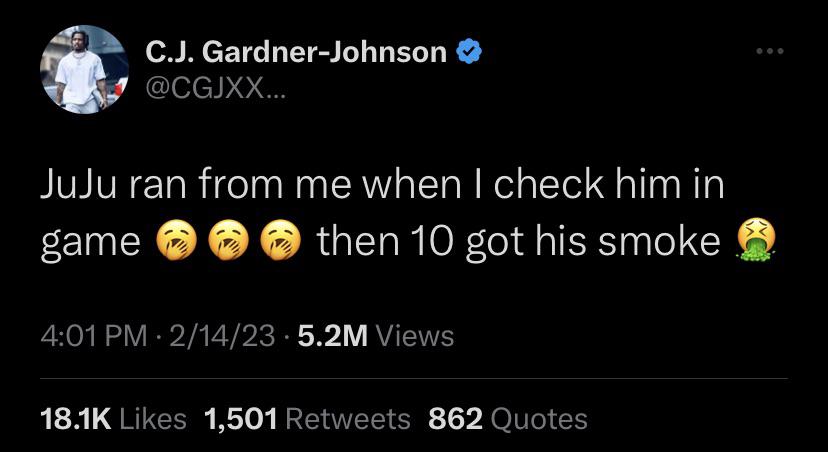 C.J. Gardner-Johnson
@CGJXX...
JuJu ran from me when I check him in
game 🥱🥱🥱 then 10 got his smoke 🤮
4:01 PM · 2/14/23 · 5.2M Views
18.1K Likes 1,501 Retweets 862 Quotes